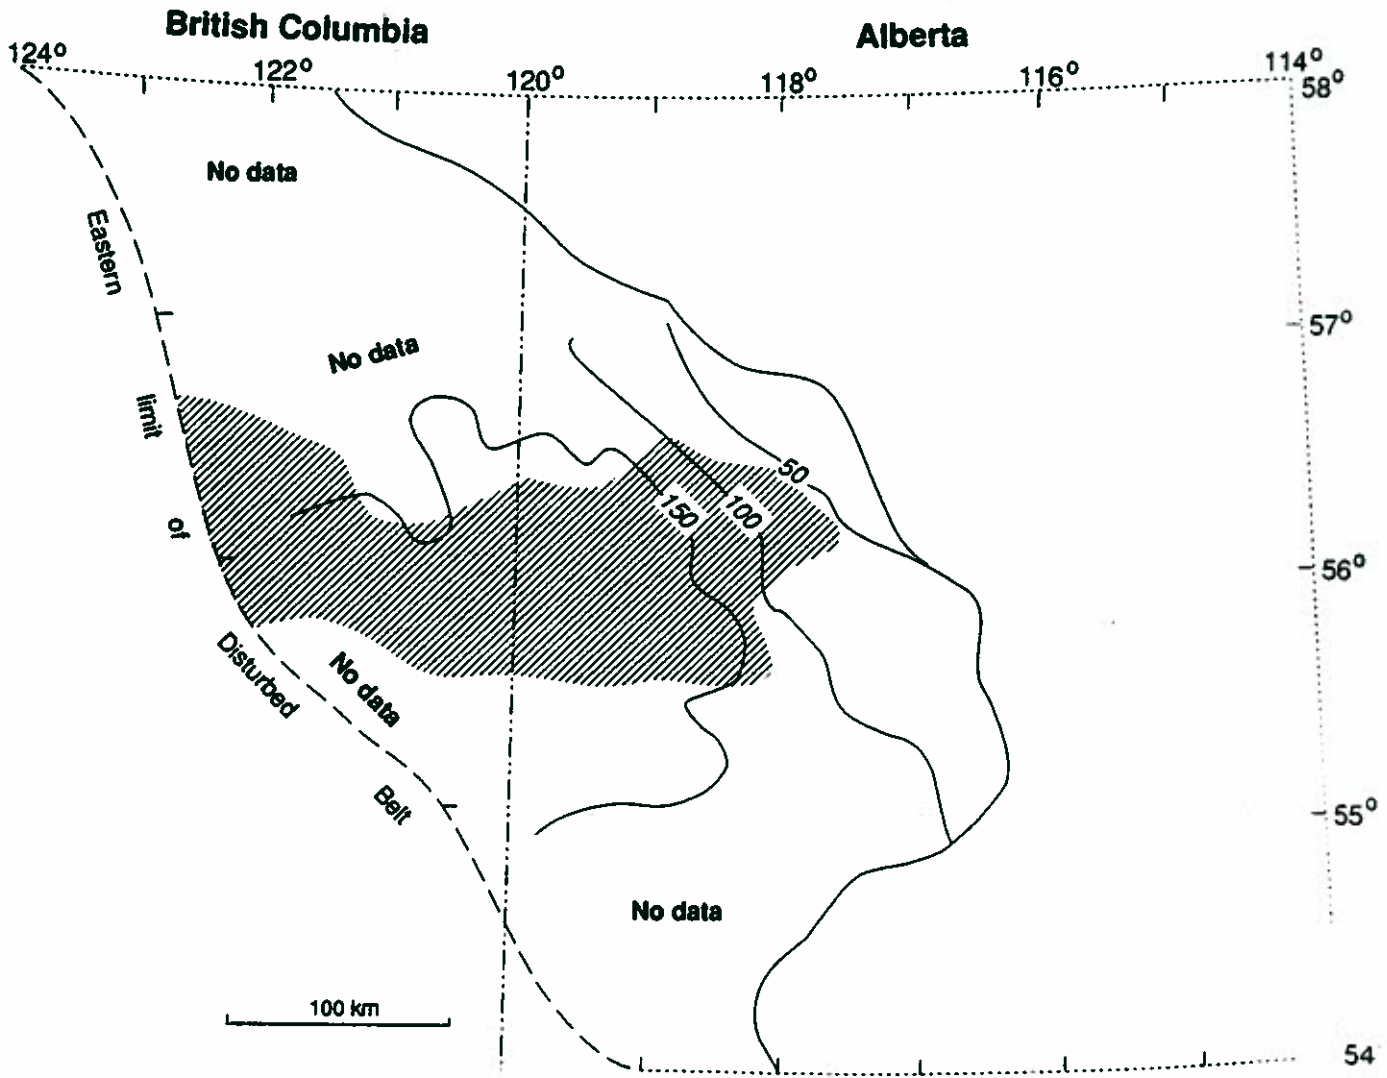 British Columbia
Alberta
124°
122°
120°
118°
116°
114°
58°
No data
Eastern
57°
No data
limit
50
150
100
of
56°
Disturbed
No data
Belt
55°
No data
100 km
54